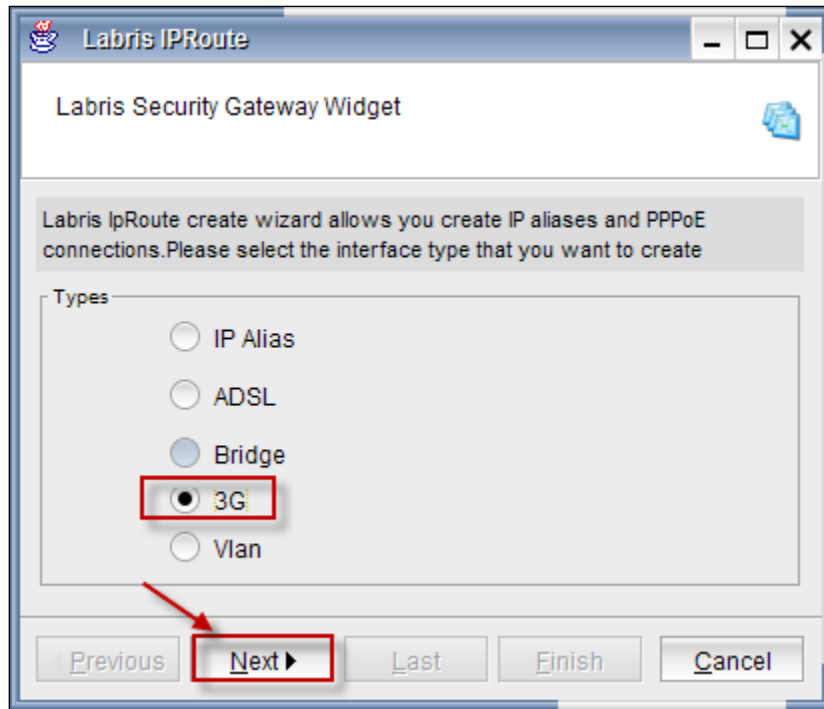 Labris IPRoute
Labris Security Gateway Widget
Labris IpRoute create wizard allows you create IP aliases and PPPoE
connections.Please select the interface type that you want to create
Types
IP Alias
ADSL
Bridge
3G
Vlan
Previous Next Last Finish Cancel